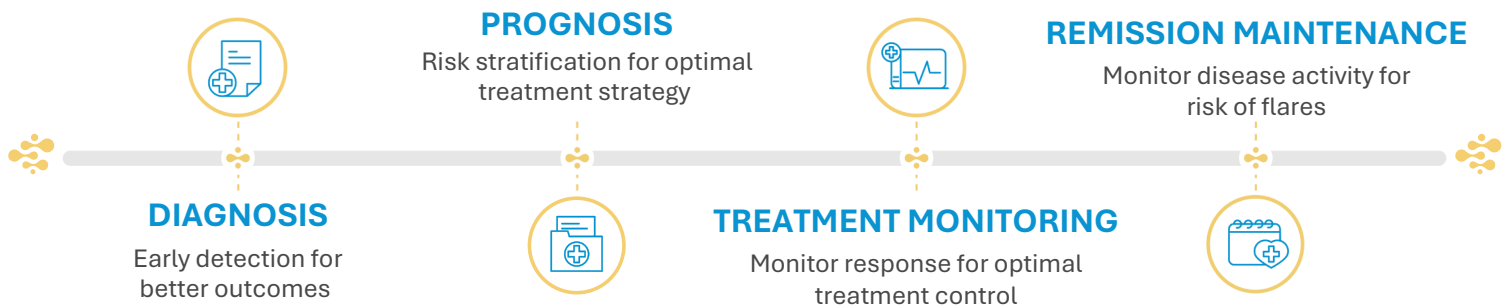 DIAGNOSIS
Early detection for
better outcomes
PROGNOSIS
Risk stratification for optimal
treatment strategy
TREATMENT MONITORING
Monitor response for optimal
treatment control
REMISSION MAINTENANCE
Monitor disease activity for
risk of flares